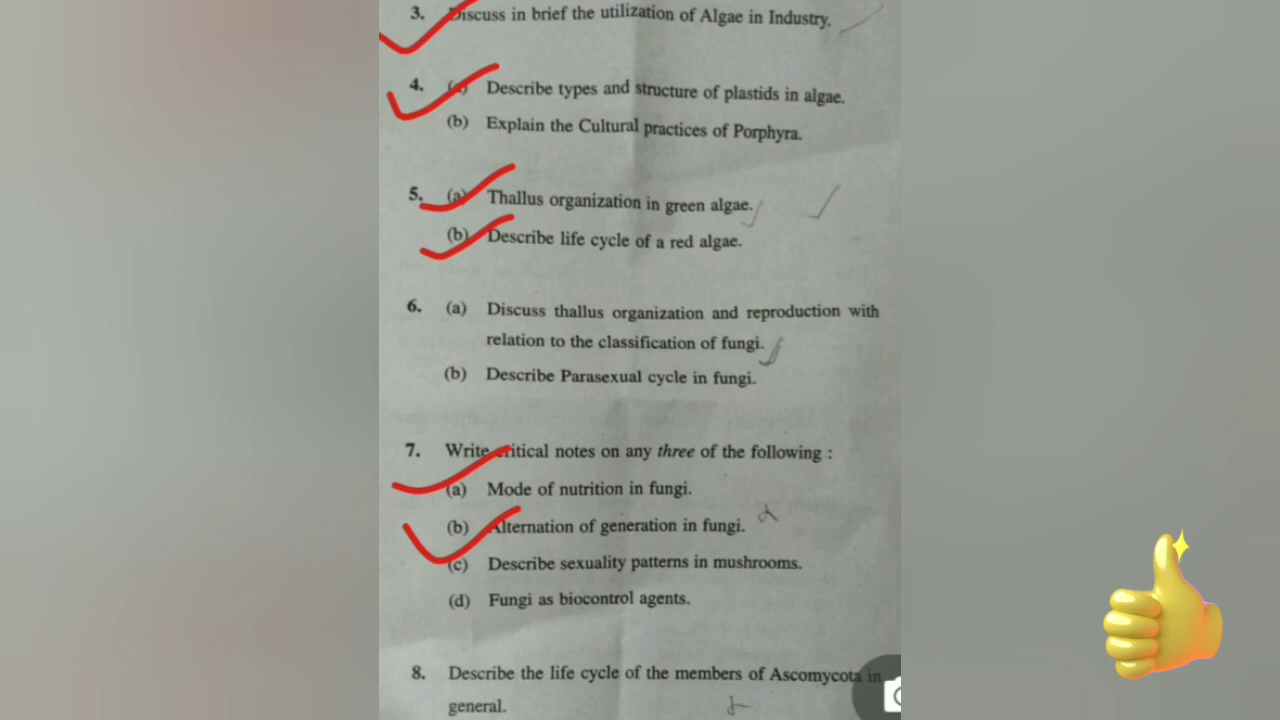 3. Discuss in brief the utilization of Algae in Industry.
4. (a) Describe types and structure of plastids in algae.
(b) Explain the Cultural practices of Porphyra.
5. (a) Thallus organization in green algae.
(b) Describe life cycle of a red algae.
6. (a) Discuss thallus organization and reproduction with
relation to the classification of fungi.
(b) Describe Parasexual cycle in fungi.
7. Write critical notes on any three of the following :
(a) Mode of nutrition in fungi.
(b) Alternation of generation in fungi.
(c) Describe sexuality patterns in mushrooms.
(d) Fungi as biocontrol agents.
8. Describe the life cycle of the members of Ascomycota in
general.